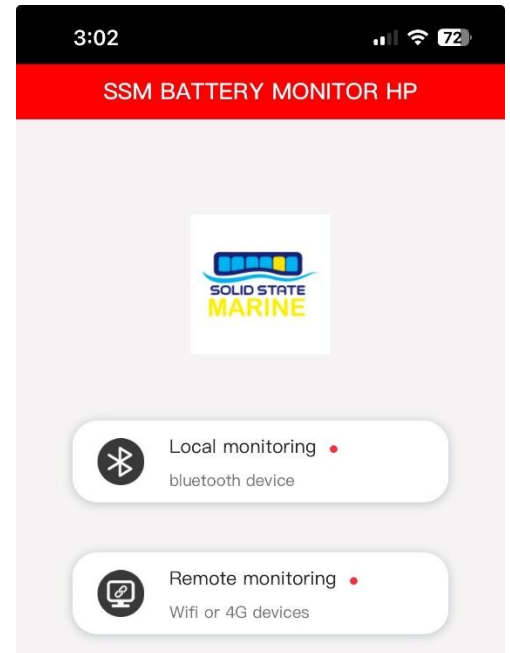 3:02
72
SSM BATTERY MONITOR HP
SOLID STATE
MARINE
Local monitoring
bluetooth device
Remote monitoring
Wifi or 4G devices